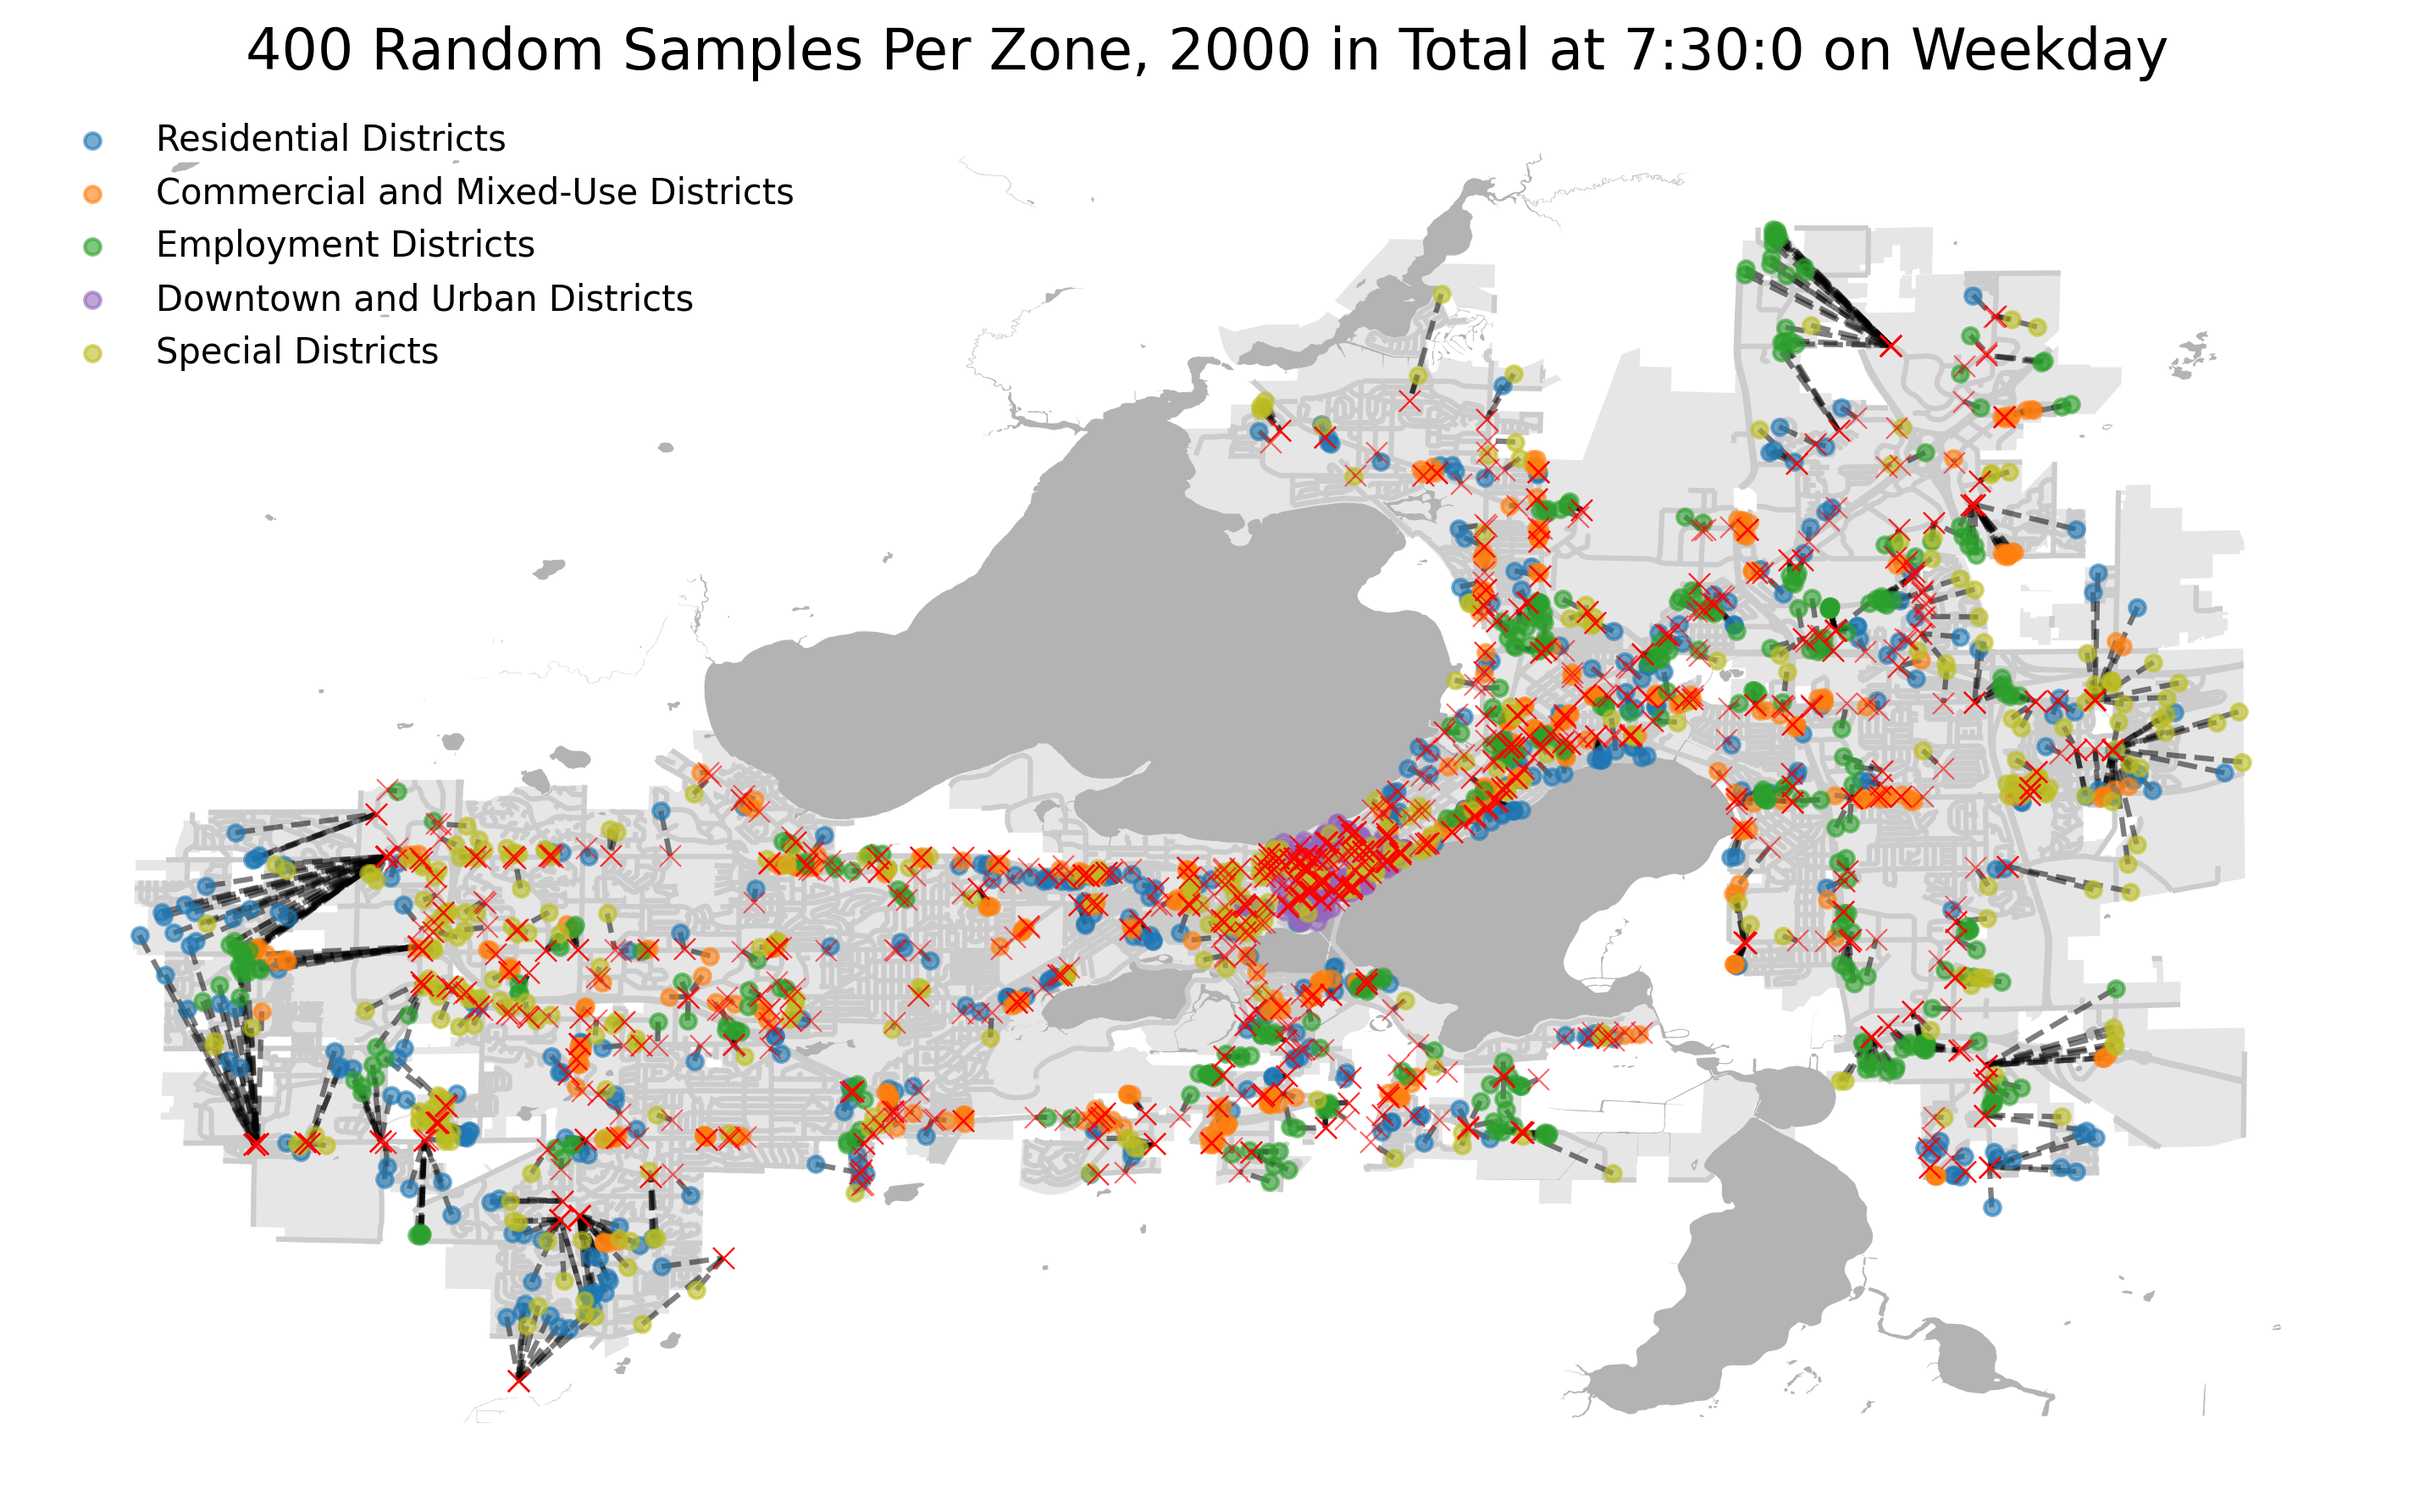 400 Random Samples Per Zone, 2000 in Total at 7:30:0 on Weekday
Residential Districts
Commercial and Mixed-Use Districts
Employment Districts
Downtown and Urban Districts
Special Districts